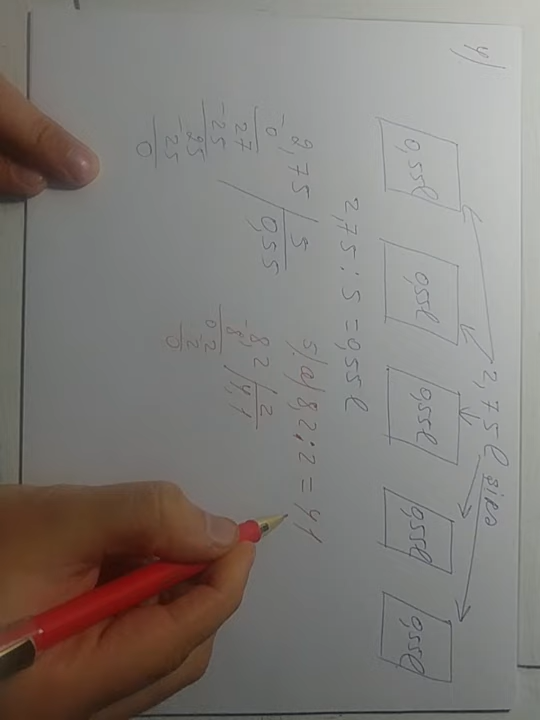 4)
2,75 l
0,55l 0,55l 0,55l 0,55l 0,55l
2,75 : 5 = 0,55 l
2,75 / 5
-0 0,55
27
-25
25
-25
0
5)a) 8,2:2 = 4 1
8,2 / 2
-8 4,1
0 2
-2
0